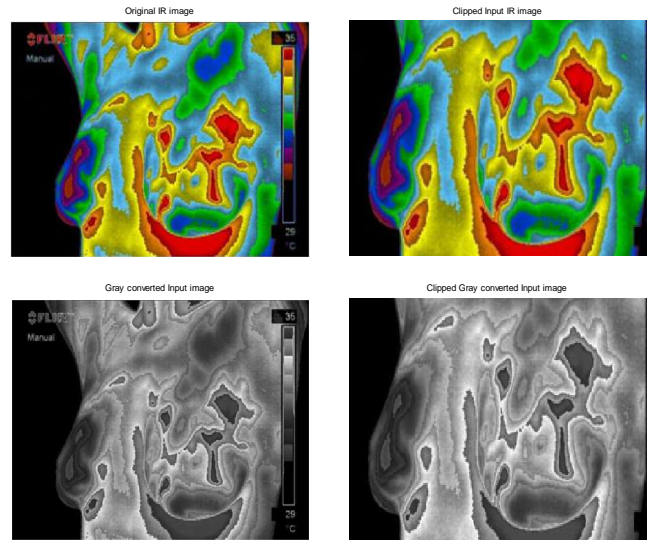 Original IR image
Clipped Input IR image
FLIR
35
Manual
29
°C
Gray converted Input image
Clipped Gray converted Input image
FLIR
35
Manual
29
°C